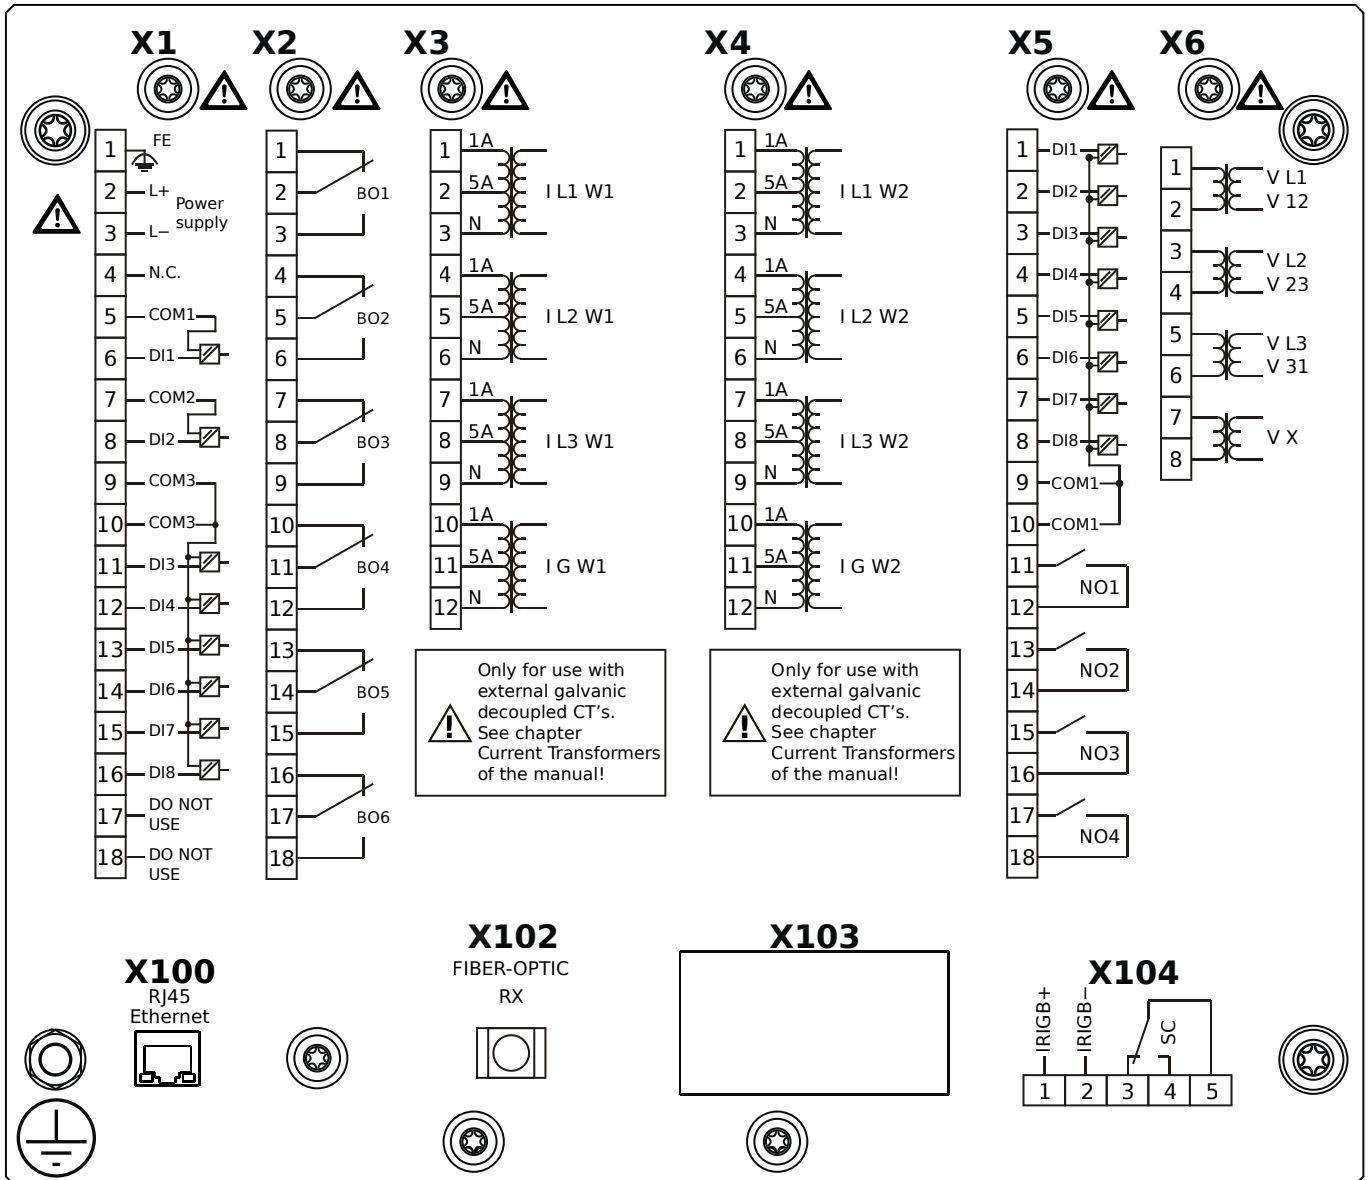 X1
1
FE
2
L+
Power
supply
3
L−
4
N.C.
5
COM1
6
DI1
7
COM2
8
DI2
9
COM3
10
COM3
11
DI3
12
DI4
13
DI5
14
DI6
15
DI7
16
DI8
17
DO NOT
USE
18
DO NOT
USE
X2
1
2
BO1
3
4
5
BO2
6
7
8
BO3
9
10
11
BO4
12
13
14
BO5
15
16
17
BO6
18
X3
1
1A
2
5A
I L1 W1
3
N
4
1A
5
5A
I L2 W1
6
N
7
1A
8
5A
I L3 W1
9
N
10
1A
11
5A
I G W1
12
N
Only for use with
external galvanic
decoupled CT's.
See chapter
Current Transformers
of the manual!
X4
1
1A
2
5A
I L1 W2
3
N
4
1A
5
5A
I L2 W2
6
N
7
1A
8
5A
I L3 W2
9
N
10
1A
11
5A
I G W2
12
N
Only for use with
external galvanic
decoupled CT's.
See chapter
Current Transformers
of the manual!
X5
1
DI1
2
DI2
3
DI3
4
DI4
5
DI5
6
DI6
7
DI7
8
DI8
9
COM1
10
COM1
11
NO1
12
13
NO2
14
15
NO3
16
17
NO4
18
X6
1
V L1
2
V 12
3
V L2
4
V 23
5
V L3
6
V 31
7
V X
8
X100
RJ45
Ethernet
X102
FIBER-OPTIC
RX
X103
X104
IRIGB+
IRIGB−
SC
1 2 3 4 5